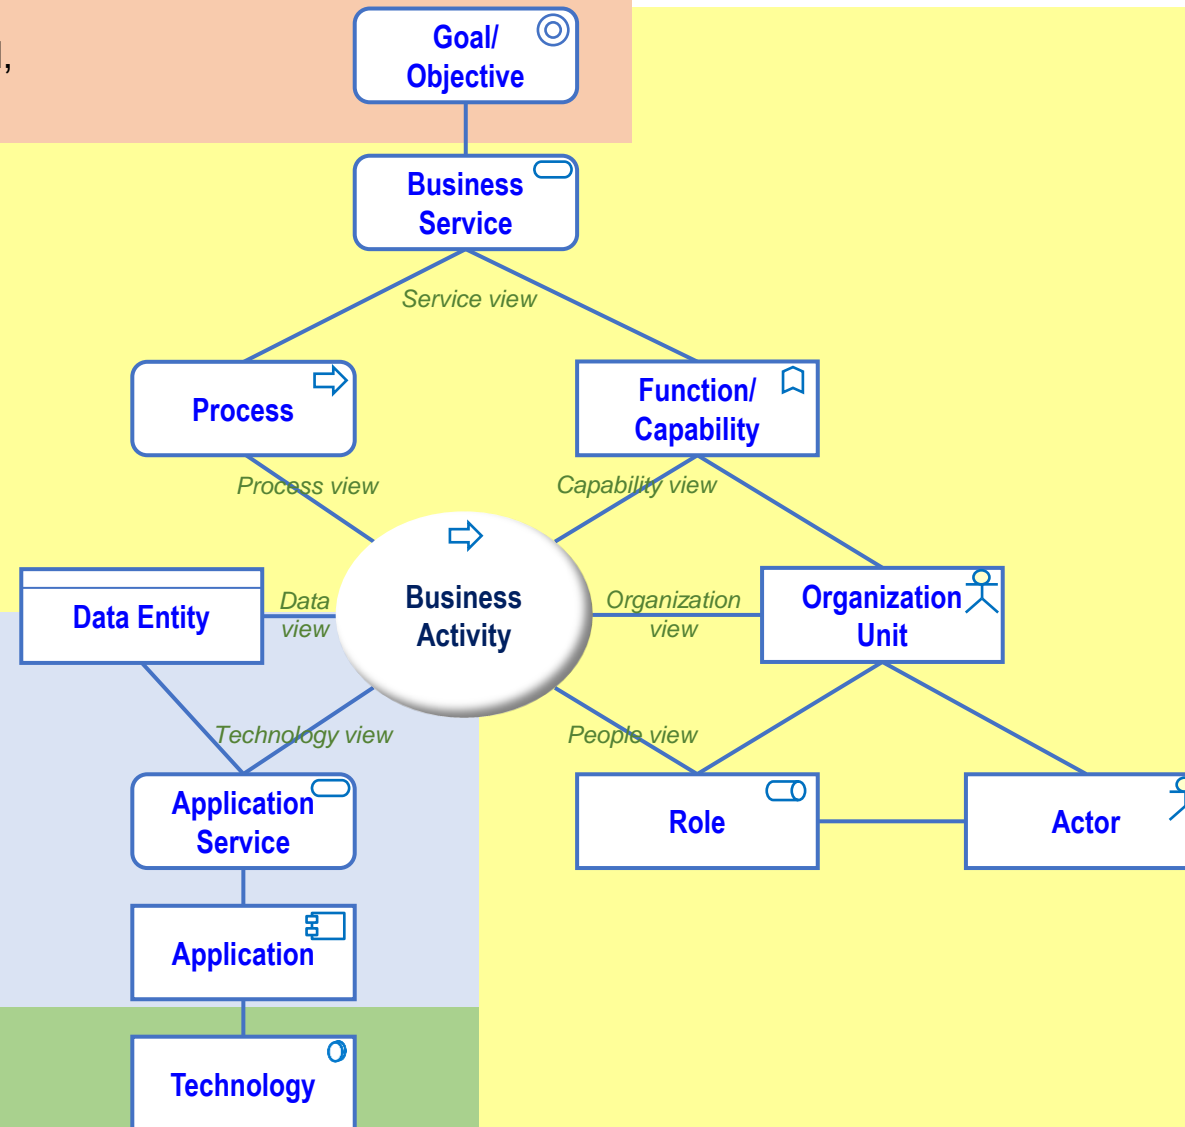 Goal/
Objective
Business
Service
Service view
Process
Function/
Capability
Process view
Capability view
Business
Activity
Data Entity
Data
view
Organization
view
Organization
Unit
Technology view
People view
Application
Service
Role
Actor
Application
Technology